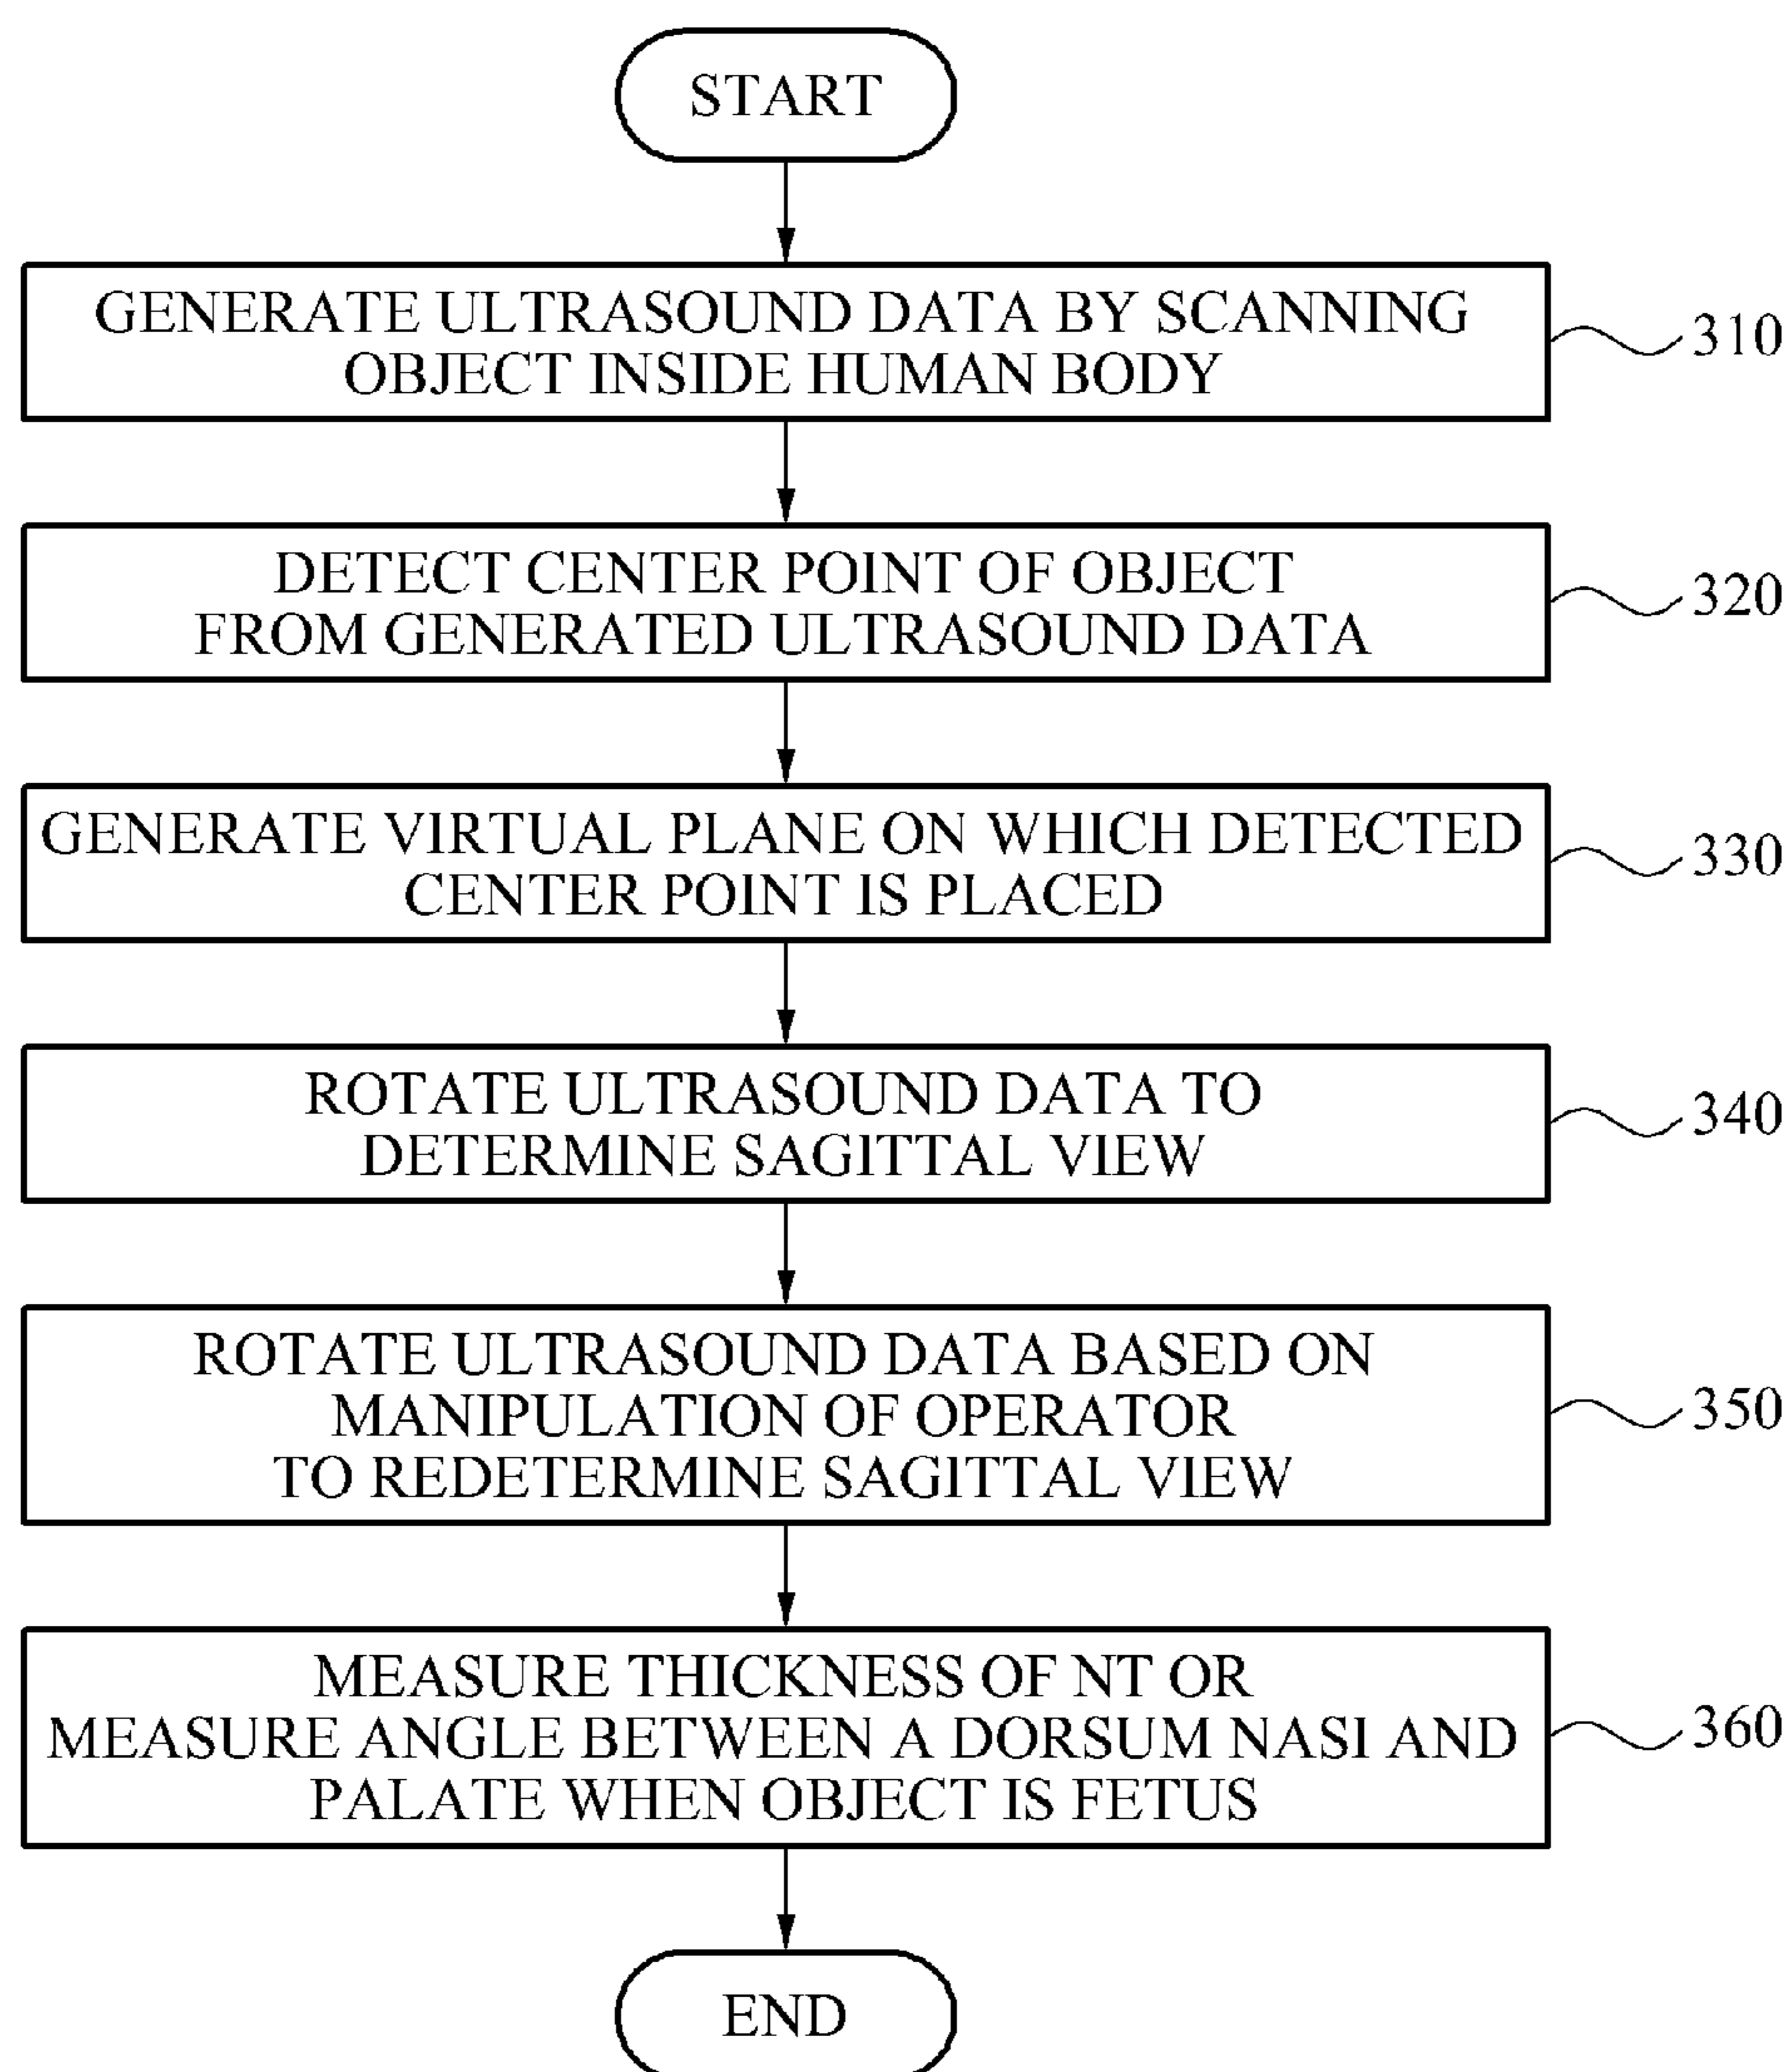 START
GENERATE ULTRASOUND DATA BY SCANNING
OBJECT INSIDE HUMAN BODY
310
DETECT CENTER POINT OF OBJECT
FROM GENERATED ULTRASOUND DATA
320
GENERATE VIRTUAL PLANE ON WHICH DETECTED
CENTER POINT IS PLACED
330
ROTATE ULTRASOUND DATA TO
DETERMINE SAGITTAL VIEW
340
ROTATE ULTRASOUND DATA BASED ON
MANIPULATION OF OPERATOR
TO REDETERMINE SAGITTAL VIEW
350
MEASURE THICKNESS OF NT OR
MEASURE ANGLE BETWEEN A DORSUM NASI AND
PALATE WHEN OBJECT IS FETUS
360
END